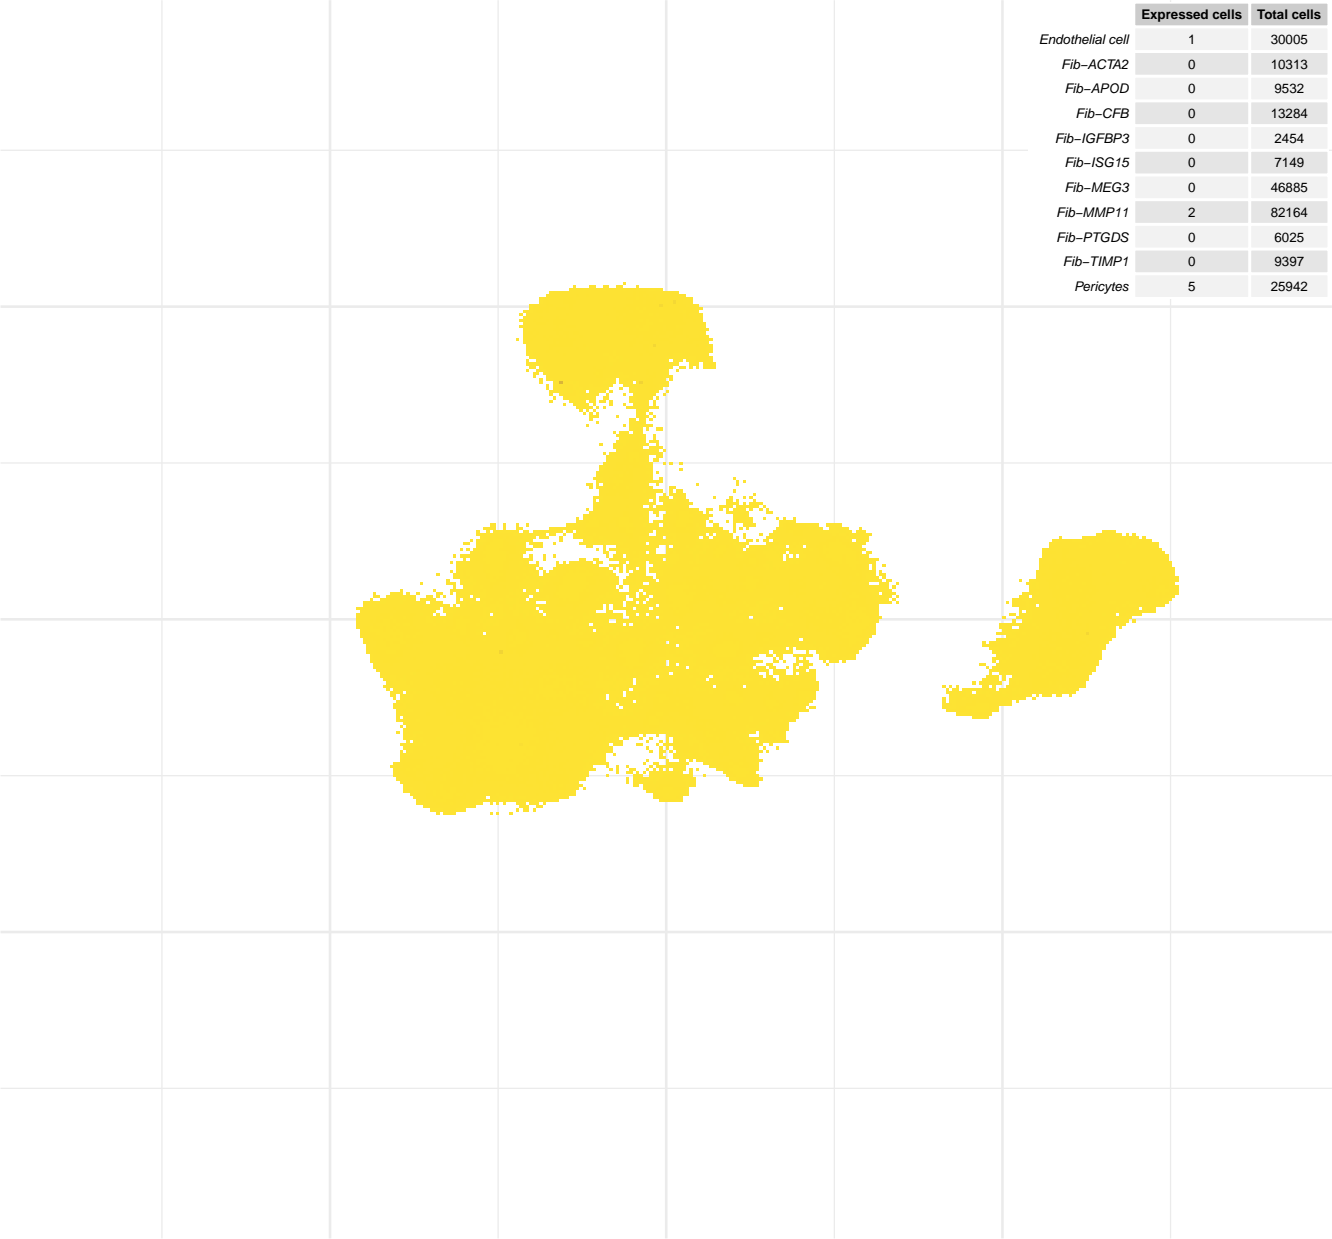 Expressed cells Total cells
Endothelial cell 1 30005
Fib−ACTA2 0 10313
Fib−APOD 0 9532
Fib−CFB 0 13284
Fib−IGFBP3 0 2454
Fib−ISG15 0 7149
Fib−MEG3 0 46885
Fib−MMP11 2 82164
Fib−PTGDS 0 6025
Fib−TIMP1 0 9397
Pericytes 5 25942